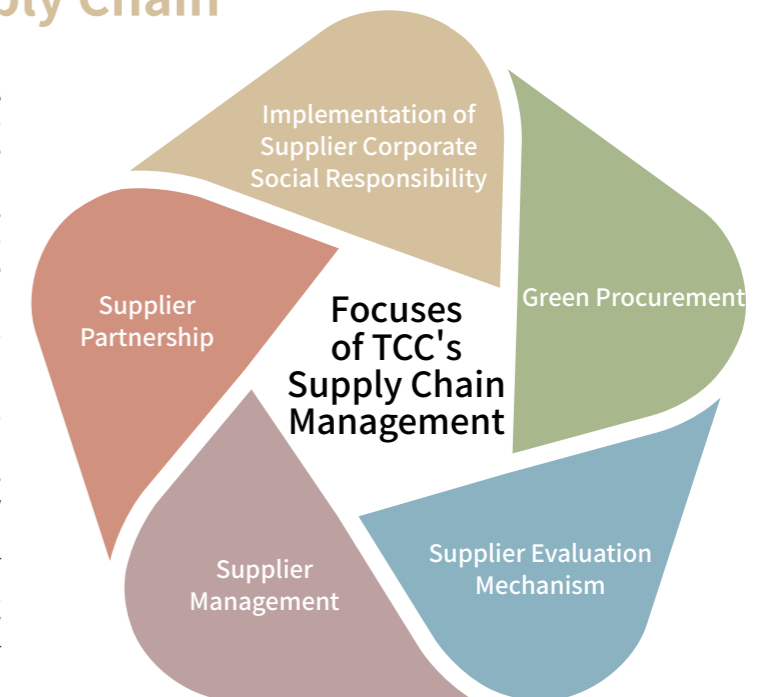 Chain
Implementation of
Supplier Corporate
Social Responsibility
Green Procurement
Supplier
Partnership
Focuses
of TCC's
Supply Chain
Management
Supplier Evaluation
Mechanism
Supplier
Management